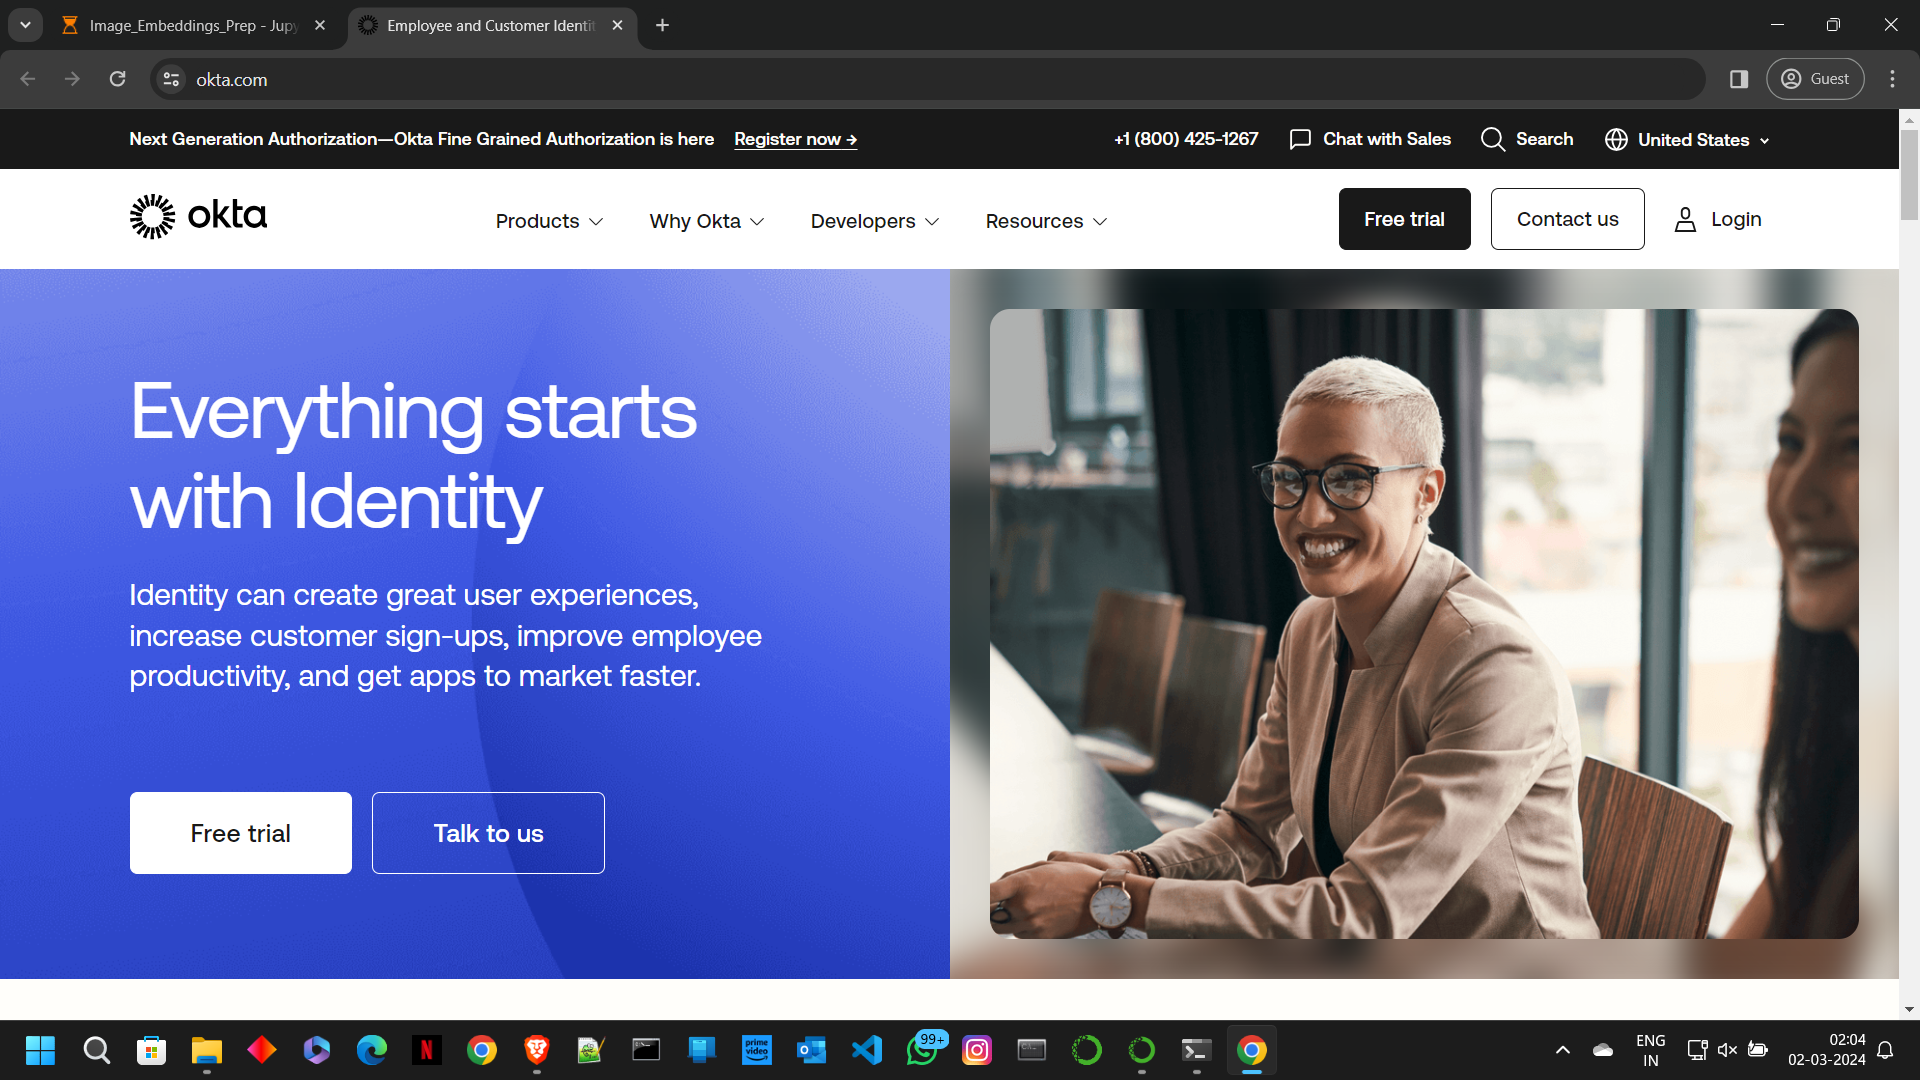 Image_Embeddings_Prep - Jupy
Employee and Customer Identit
okta.com
Guest
Next Generation Authorization—Okta Fine Grained Authorization is here Register now →
+1 (800) 425-1267 Chat with Sales Search United States
okta
Products Why Okta Developers Resources
Free trial Contact us Login
Everything starts
with Identity
Identity can create great user experiences,
increase customer sign-ups, improve employee
productivity, and get apps to market faster.
Free trial Talk to us
N
prime
video
99+
ENG
IN
02:04
02-03-2024